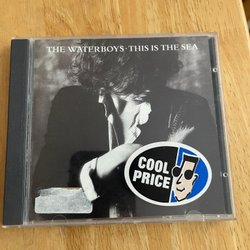 THE WATERBOYS · THIS IS THE SEA
COOL
PRICE